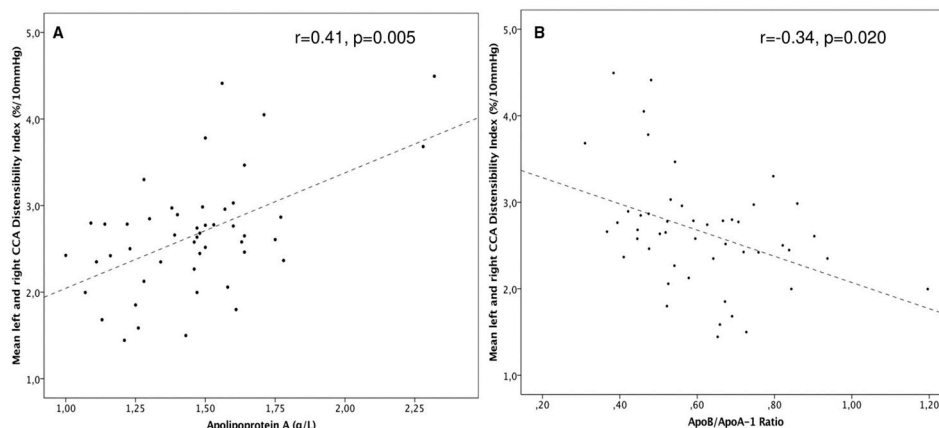 A
r=0.41, p=0.005
Mean left and right CCA Distensibility Index (%/10mmHg)
5,0
4,0
3,0
2,0
1,0
1,00 1,25 1,50 1,75 2,00 2,25
Apolipoprotein A (g/L)
B
r=-0.34, p=0.020
Mean left and right CCA Distensibility Index (%/10mmHg)
5,0
4,0
3,0
2,0
1,0
,20 ,40 ,60 ,80 1,00 1,20
ApoB/ApoA-1 Ratio